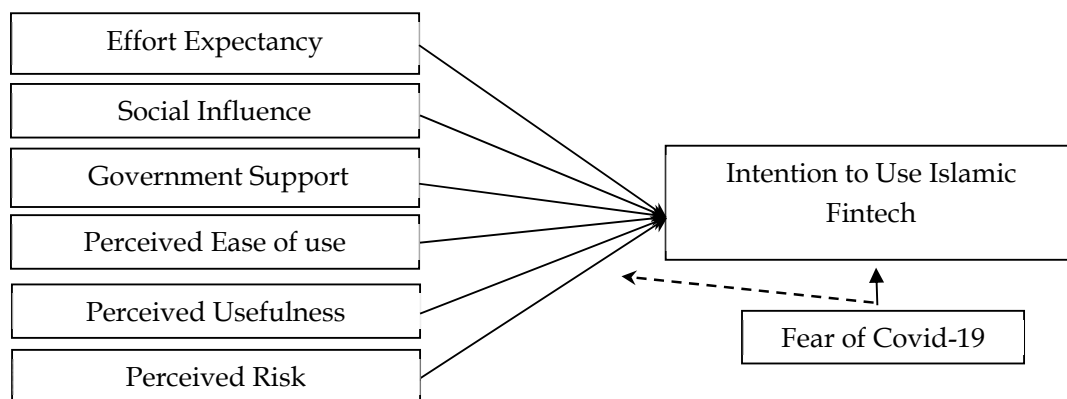 Effort Expectancy
Social Influence
Government Support
Perceived Ease of use
Perceived Usefulness
Perceived Risk
Intention to Use Islamic
Fintech
Fear of Covid-19